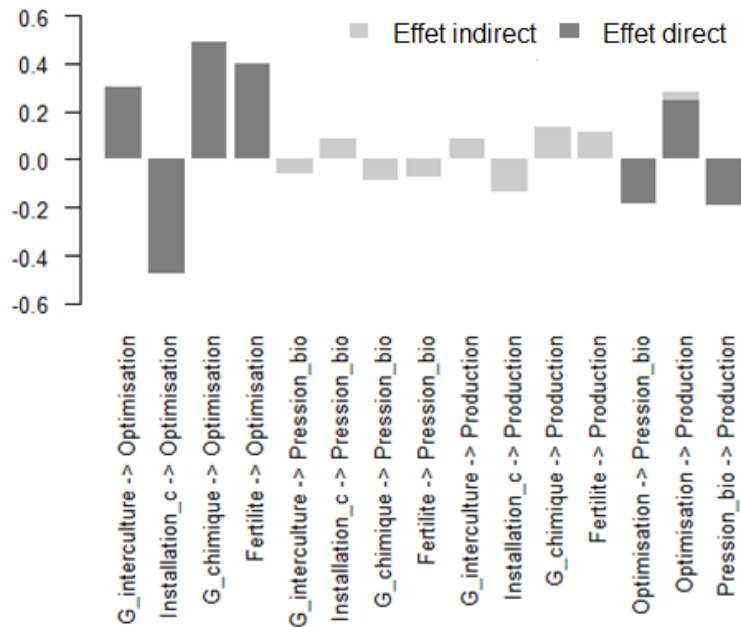 Effet indirect
Effet direct
0.6
0.4
0.2
0.0
-0.2
-0.4
-0.6
G_interculture -> Optimisation
Installation_c -> Optimisation
G_chimique -> Optimisation
Fertilite -> Optimisation
G_interculture -> Pression_bio
Installation_c -> Pression_bio
G_chimique -> Pression_bio
Fertilite -> Pression_bio
G_interculture -> Production
Installation_c -> Production
G_chimique -> Production
Fertilite -> Production
Optimisation -> Pression_bio
Optimisation -> Production
Pression_bio -> Production